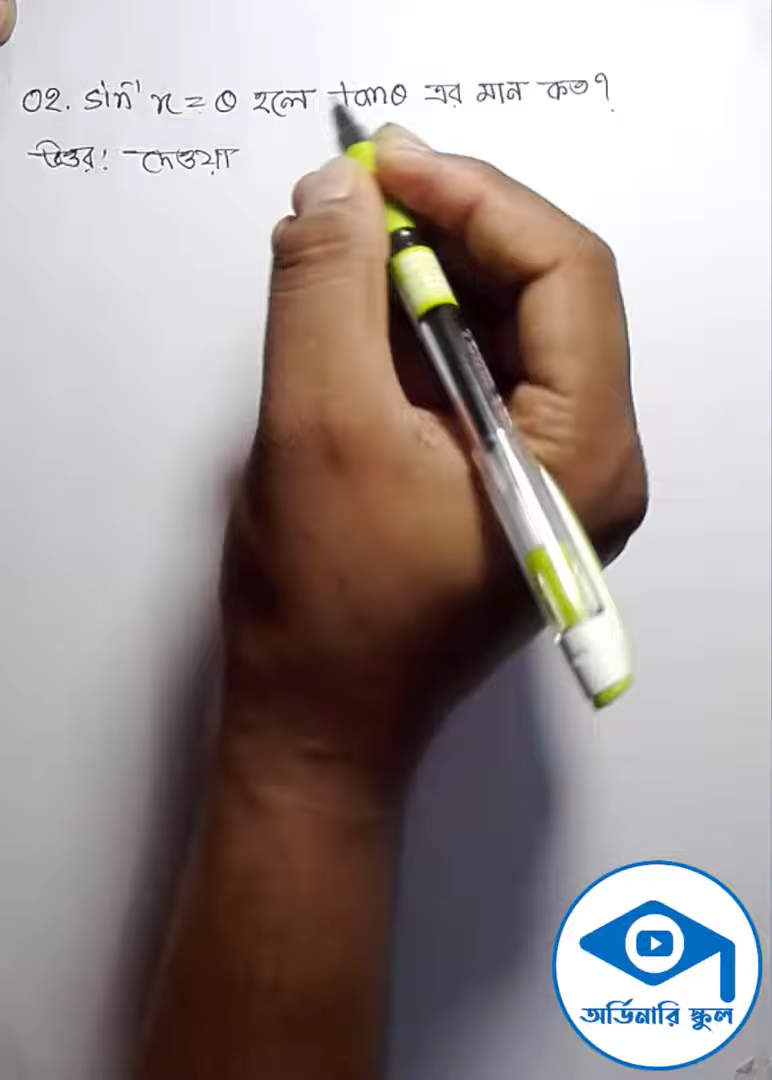 02. sin⁻¹ x = θ হলে tanθ এর মান কত?
উত্তর: দেওয়া
অর্ডিনারি স্কুল